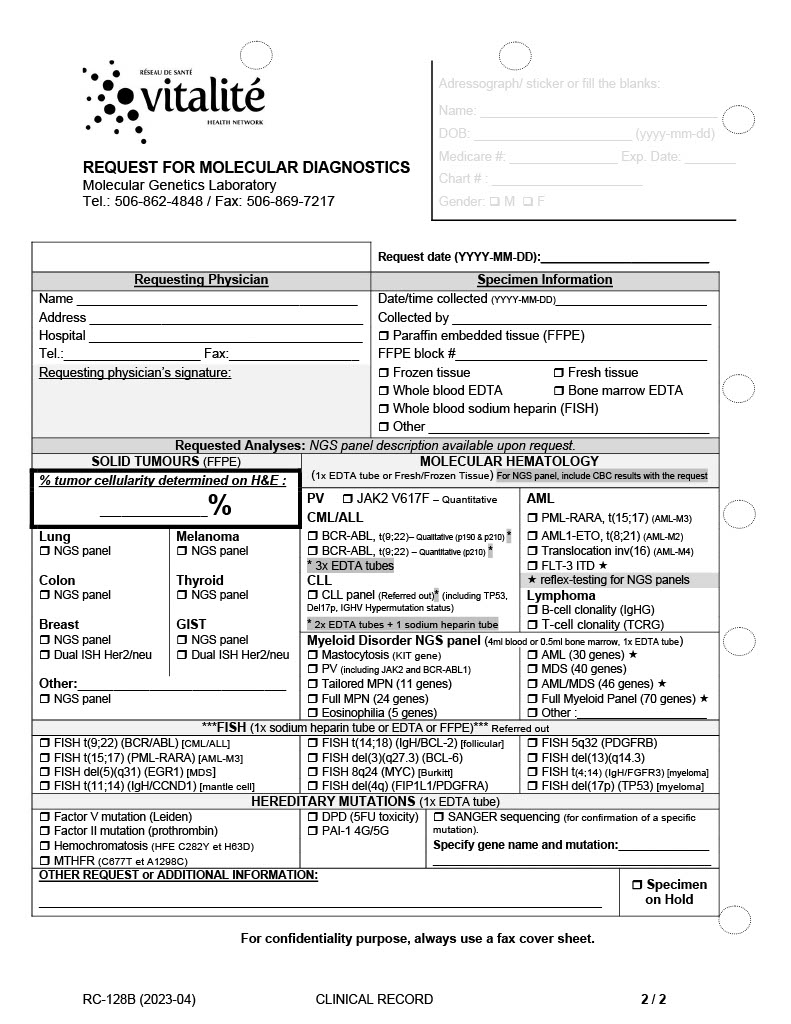 RÉSEAU DE SANTÉ
vitalité
HEALTH NETWORK
REQUEST FOR MOLECULAR DIAGNOSTICS
Molecular Genetics Laboratory
Tel.: 506-862-4848 / Fax: 506-869-7217
Adressograph/ sticker or fill the blanks:
Name: ______________________________
DOB: ____________________ (yyyy-mm-dd)
Medicare #: ______________ Exp. Date: _______
Chart # : ____________________
Gender: ❑ M ❑ F
Request date (YYYY-MM-DD):______________________
Requesting Physician
Name ____________________________________
Address ____________________________________
Hospital ____________________________________
Tel.:__________________ Fax:_________________
Requesting physician's signature:
Specimen Information
Date/time collected (YYYY-MM-DD)____________________
Collected by __________________________________
❒ Paraffin embedded tissue (FFPE)
FFPE block #_________________________________
❒ Frozen tissue ❒ Fresh tissue
❒ Whole blood EDTA ❒ Bone marrow EDTA
❒ Whole blood sodium heparin (FISH)
❒ Other _____________________________________
Requested Analyses: NGS panel description available upon request.
SOLID TUMOURS (FFPE)
% tumor cellularity determined on H&E :
______________%
Lung Melanoma
❒ NGS panel ❒ NGS panel
Colon Thyroid
❒ NGS panel ❒ NGS panel
Breast GIST
❒ NGS panel ❒ NGS panel
❒ Dual ISH Her2/neu ❒ Dual ISH Her2/neu
Other:____________________________
❒ NGS panel
MOLECULAR HEMATOLOGY
(1x EDTA tube or Fresh/Frozen Tissue) For NGS panel, include CBC results with the request
PV ❒ JAK2 V617F – Quantitative
CML/ALL
❒ BCR-ABL, t(9;22)– Qualitative (p190 & p210) *
❒ BCR-ABL, t(9;22) – Quantitative (p210) *
* 3x EDTA tubes
CLL
❒ CLL panel (Referred out)* (including TP53,
Del17p, IGHV Hypermutation status)
* 2x EDTA tubes + 1 sodium heparin tube
AML
❒ PML-RARA, t(15;17) (AML-M3)
❒ AML1-ETO, t(8;21) (AML-M2)
❒ Translocation inv(16) (AML-M4)
❒ FLT-3 ITD ★
★ reflex-testing for NGS panels
Lymphoma
❒ B-cell clonality (IgHG)
❒ T-cell clonality (TCRG)
Myeloid Disorder NGS panel (4ml blood or 0.5ml bone marrow, 1x EDTA tube)
❒ Mastocytosis (KIT gene) ❒ AML (30 genes) ★
❒ PV (including JAK2 and BCR-ABL1) ❒ MDS (40 genes)
❒ Tailored MPN (11 genes) ❒ AML/MDS (46 genes) ★
❒ Full MPN (24 genes) ❒ Full Myeloid Panel (70 genes) ★
❒ Eosinophilia (5 genes) ❒ Other :_________________
***FISH (1x sodium heparin tube or EDTA or FFPE)*** Referred out
❒ FISH t(9;22) (BCR/ABL) [CML/ALL] ❒ FISH t(14;18) (IgH/BCL-2) [follicular] ❒ FISH 5q32 (PDGFRB)
❒ FISH t(15;17) (PML-RARA) [AML-M3] ❒ FISH del(3)(q27.3) (BCL-6) ❒ FISH del(13)(q14.3)
❒ FISH del(5)(q31) (EGR1) [MDS] ❒ FISH 8q24 (MYC) [Burkitt] ❒ FISH t(4;14) (IgH/FGFR3) [myeloma]
❒ FISH t(11;14) (IgH/CCND1) [mantle cell] ❒ FISH del(4q) (FIP1L1/PDGFRA) ❒ FISH del(17p) (TP53) [myeloma]
HEREDITARY MUTATIONS (1x EDTA tube)
❒ Factor V mutation (Leiden)
❒ Factor II mutation (prothrombin)
❒ Hemochromatosis (HFE C282Y et H63D)
❒ MTHFR (C677T et A1298C)
❒ DPD (5FU toxicity)
❒ PAI-1 4G/5G
❒ SANGER sequencing (for confirmation of a specific
mutation).
Specify gene name and mutation:____________
____________________________________
OTHER REQUEST or ADDITIONAL INFORMATION:
____________________________________________________________
❒ Specimen
on Hold
For confidentiality purpose, always use a fax cover sheet.
RC-128B (2023-04) CLINICAL RECORD 2 / 2